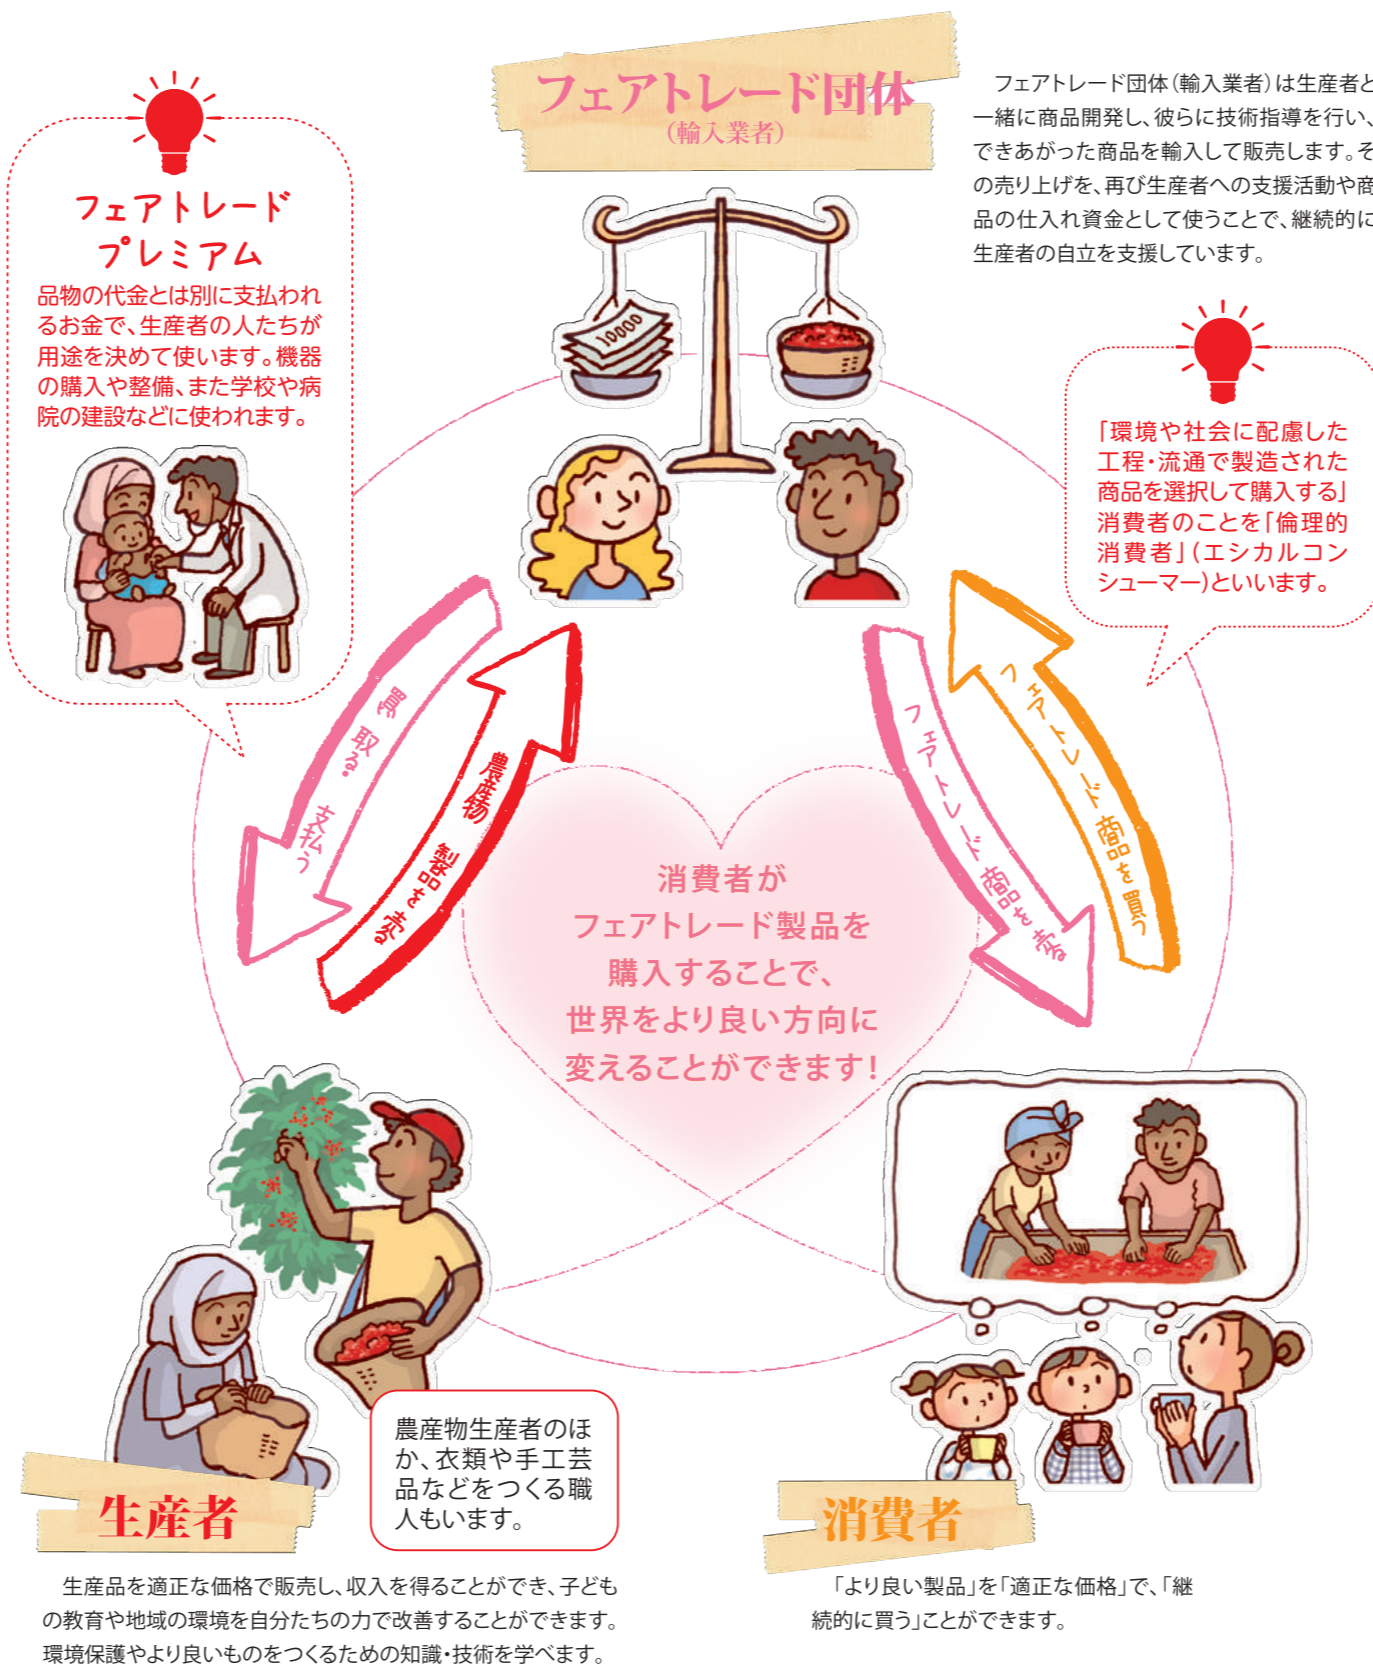 フェアトレード団体
（輸入業者）
フェアトレード団体（輸入業者）は生産者と
一緒に商品開発し、彼らに技術指導を行い、
できあがった商品を輸入して販売します。そ
の売り上げを、再び生産者への支援活動や商
品の仕入れ資金として使うことで、継続的に
生産者の自立を支援しています。
フェアトレード
プレミアム
品物の代金とは別に支払われ
るお金で、生産者の人たちが
用途を決めて使います。機器
の購入や整備、また学校や病
院の建設などに使われます。
10000
「環境や社会に配慮した
工程・流通で製造された
商品を選択して購入する」
消費者のことを「倫理的
消費者」（エシカルコン
シューマー）といいます。
買い取る・支払う
農産物・製品を売る
フェアトレード商品を売る
フェアトレード商品を買う
消費者が
フェアトレード製品を
購入することで、
世界をより良い方向に
変えることができます！
農産物生産者のほ
か、衣類や手工芸
品などをつくる職
人もいます。
生産者
生産品を適正な価格で販売し、収入を得ることができ、子ども
の教育や地域の環境を自分たちの力で改善することができます。
環境保護やより良いものをつくるための知識・技術を学べます。
消費者
「より良い製品」を「適正な価格」で、「継
続的に買う」ことができます。